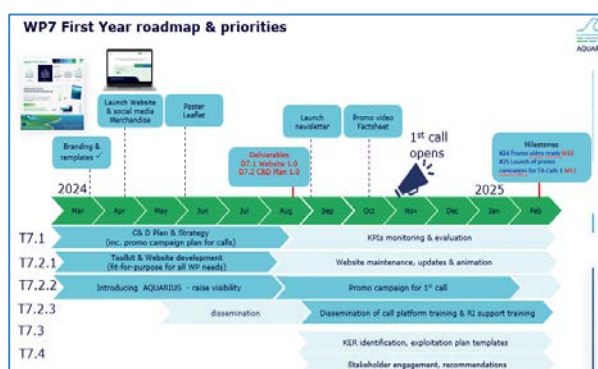 WP7 First Year roadmap & priorities
AQUARI
Launch Website
& social media
Merchandise
Poster
Leaflet
Launch
newsletter
Promo video
Factsheet
1st call
opens
Branding &
templates ✓
Deliverables
D7.1 Website 1.0
D7.2 C&D Plan 1.0
Milestones
#24 Promo video ready M12
#25 Launch of promo
campaign for TA Calls 1 M12
2024
2025
Mar Apr May Jun Jul Aug Sep Oct Nov Dec Jan Feb
T7.1
C& D Plan & Strategy
(inc. promo campaign plan for calls)
KPIs monitoring & evaluation
T7.2.1
Toolkit & Website development
(fit-for-purpose for all WP needs)
Website maintenance, updates & animation
T7.2.2
Introducing AQUARIUS - raise visibility
Promo campaign for 1st call
T7.2.3
dissemination
Dissemination of call platform training & RI support training
T7.3
KER identification, exploitation plan templates
T7.4
Stakeholder engagement, recommendations